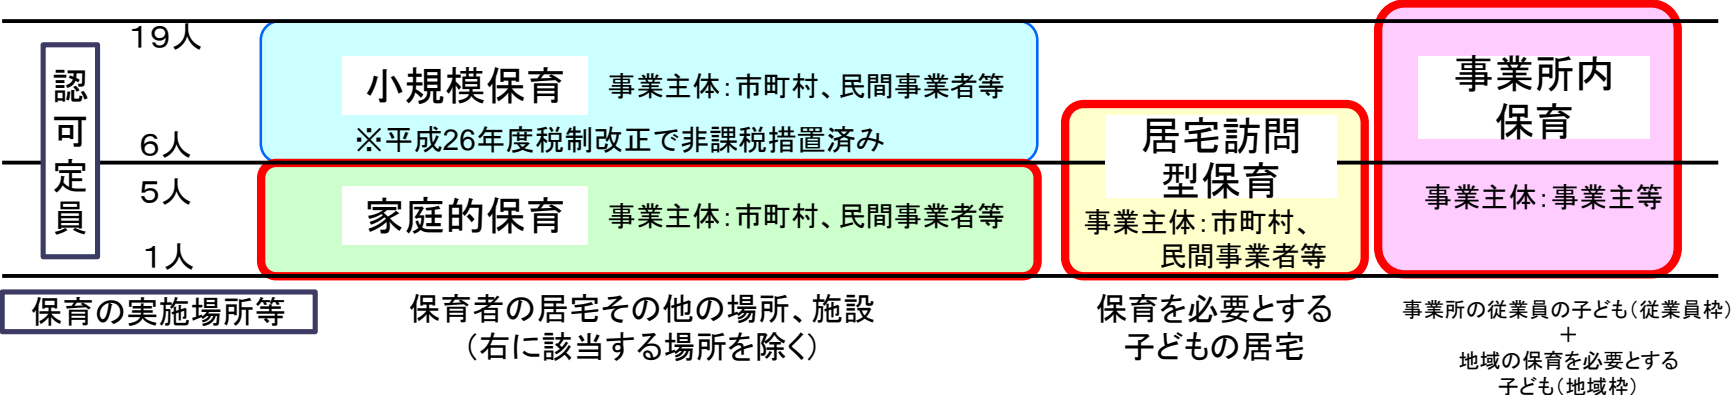 認可定員
19人
6人
5人
1人
小規模保育
事業主体：市町村、民間事業者等
※平成26年度税制改正で非課税措置済み
家庭的保育
事業主体：市町村、民間事業者等
居宅訪問
型保育
事業主体：市町村、
民間事業者等
事業所内
保育
事業主体：事業主等
保育の実施場所等
保育者の居宅その他の場所、施設
（右に該当する場所を除く）
保育を必要とする
子どもの居宅
事業所の従業員の子ども（従業員枠）
＋
地域の保育を必要とする
子ども（地域枠）